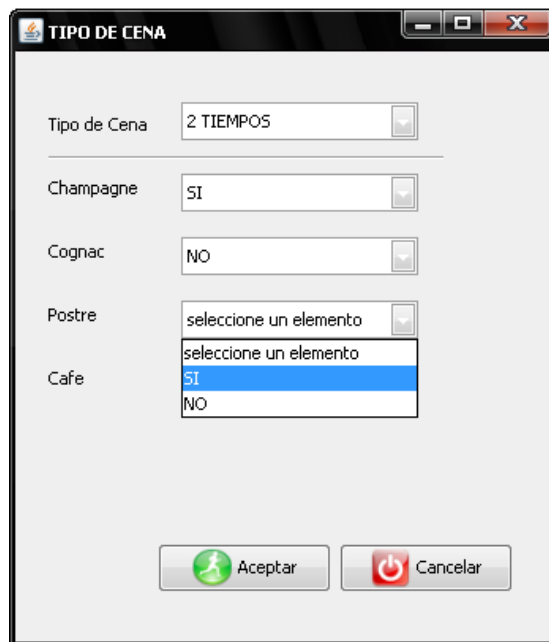 TIPO DE CENA
Tipo de Cena 2 TIEMPOS
Champagne SI
Cognac NO
Postre seleccione un elemento
seleccione un elemento
Cafe SI
NO
Aceptar Cancelar